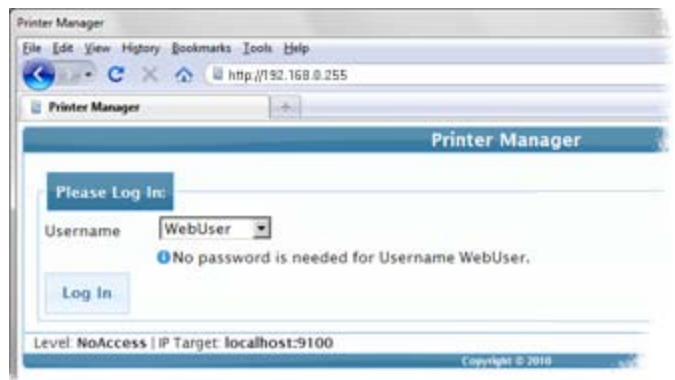 Printer Manager
File Edit View History Bookmarks Tools Help
http://192.168.0.255
Printer Manager
Printer Manager
Please Log In:
Username WebUser
No password is needed for Username WebUser.
Log In
Level: NoAccess | IP Target: localhost:9100
Copyright © 2010